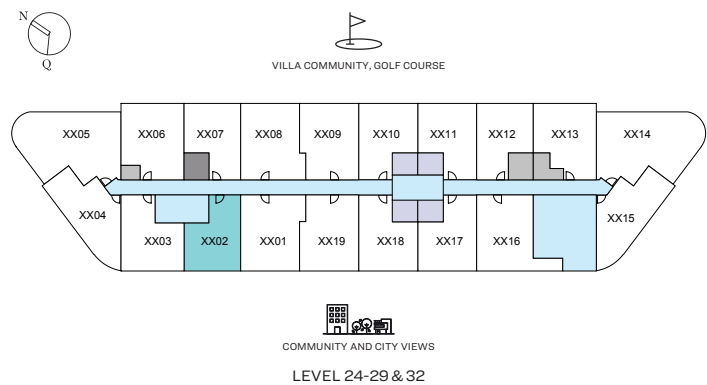 N
Q
VILLA COMMUNITY, GOLF COURSE
XX05 XX06 XX07 XX08 XX09 XX10 XX11 XX12 XX13 XX14
XX04 XX15
XX03 XX02 XX01 XX19 XX18 XX17 XX16
COMMUNITY AND CITY VIEWS
LEVEL 24-29 & 32